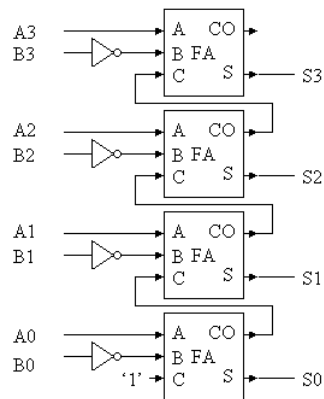 A3 A CO
B3 B FA
C S S3
A2 A CO
B2 B FA
C S S2
A1 A CO
B1 B FA
C S S1
A0 A CO
B0 B FA
'1' C S S0